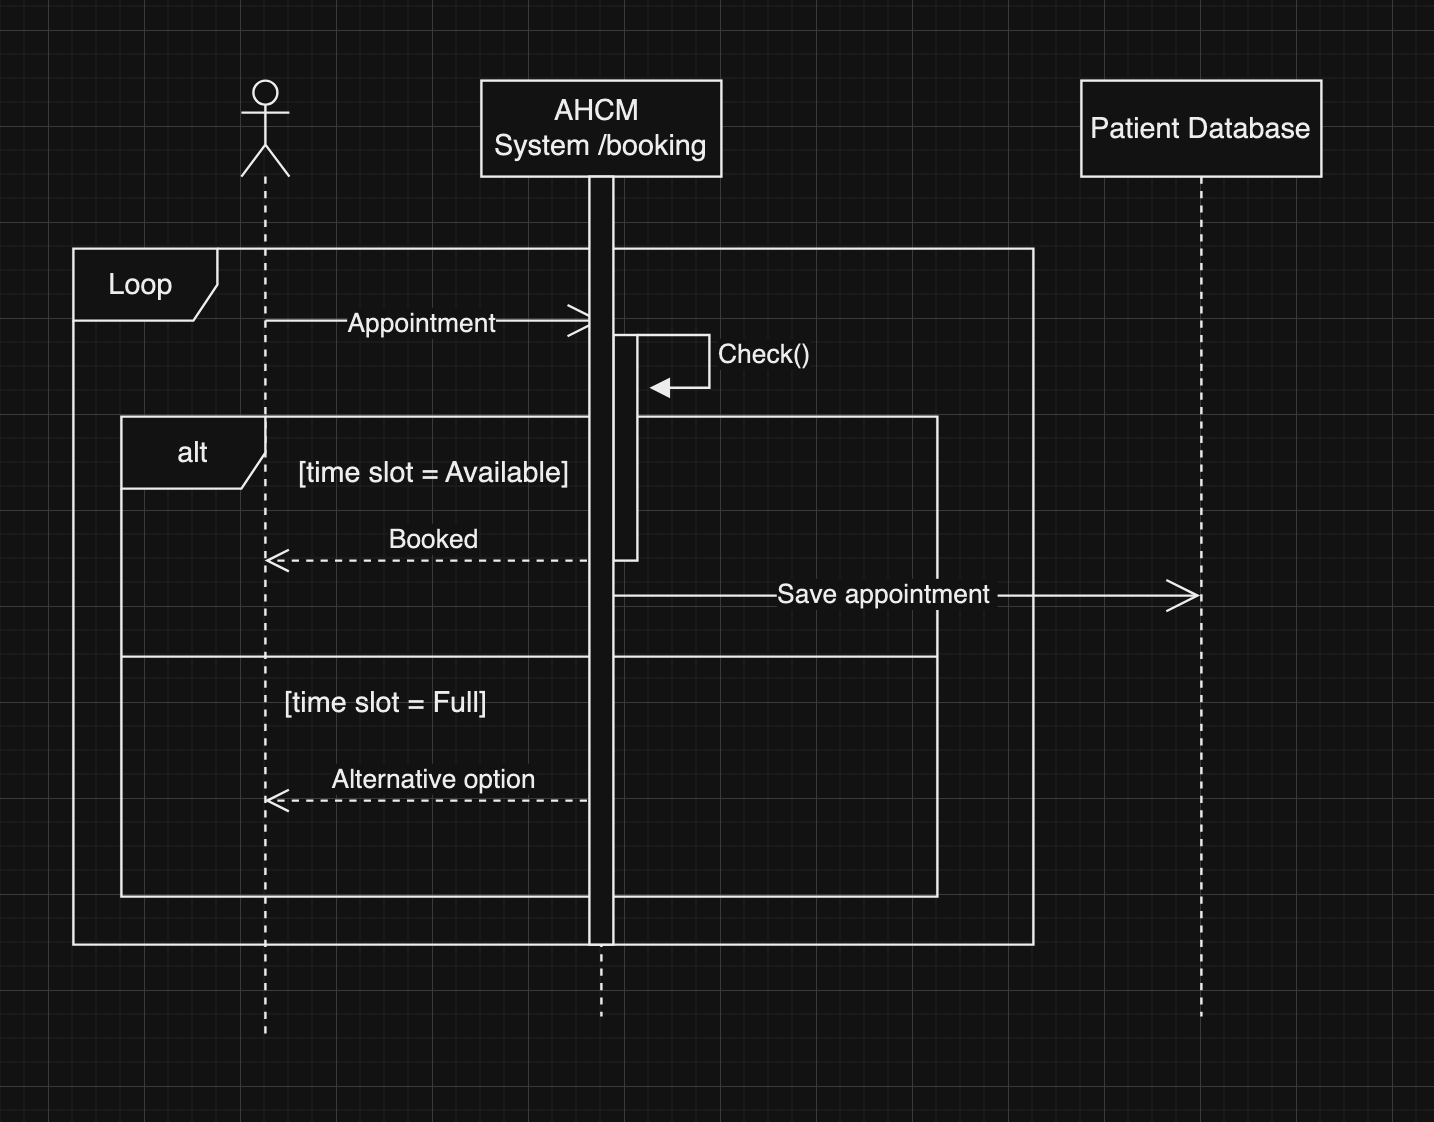 AHCM
System /booking
Patient Database
Loop
Appointment
Check()
alt
[time slot = Available]
Booked
Save appointment
[time slot = Full]
Alternative option